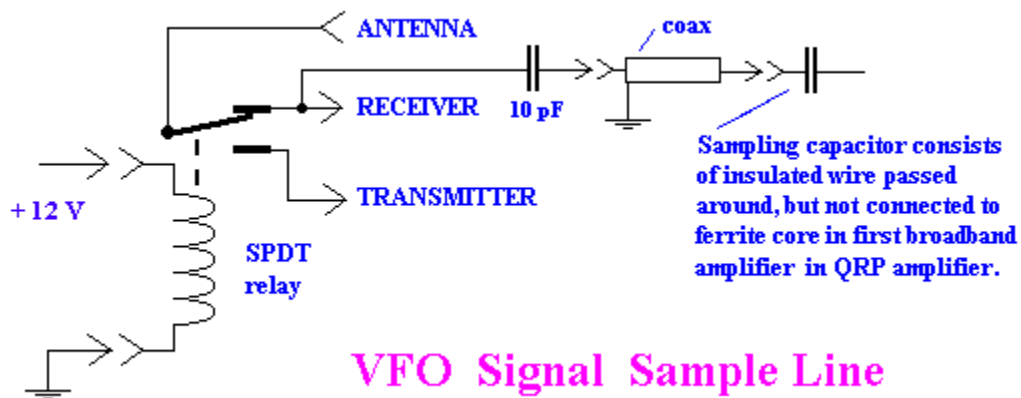 ANTENNA
coax
RECEIVER
10 pF
Sampling capacitor consists
of insulated wire passed
around, but not connected to
ferrite core in first broadband
amplifier in QRP amplifier.
+ 12 V
TRANSMITTER
SPDT
relay
VFO Signal Sample Line